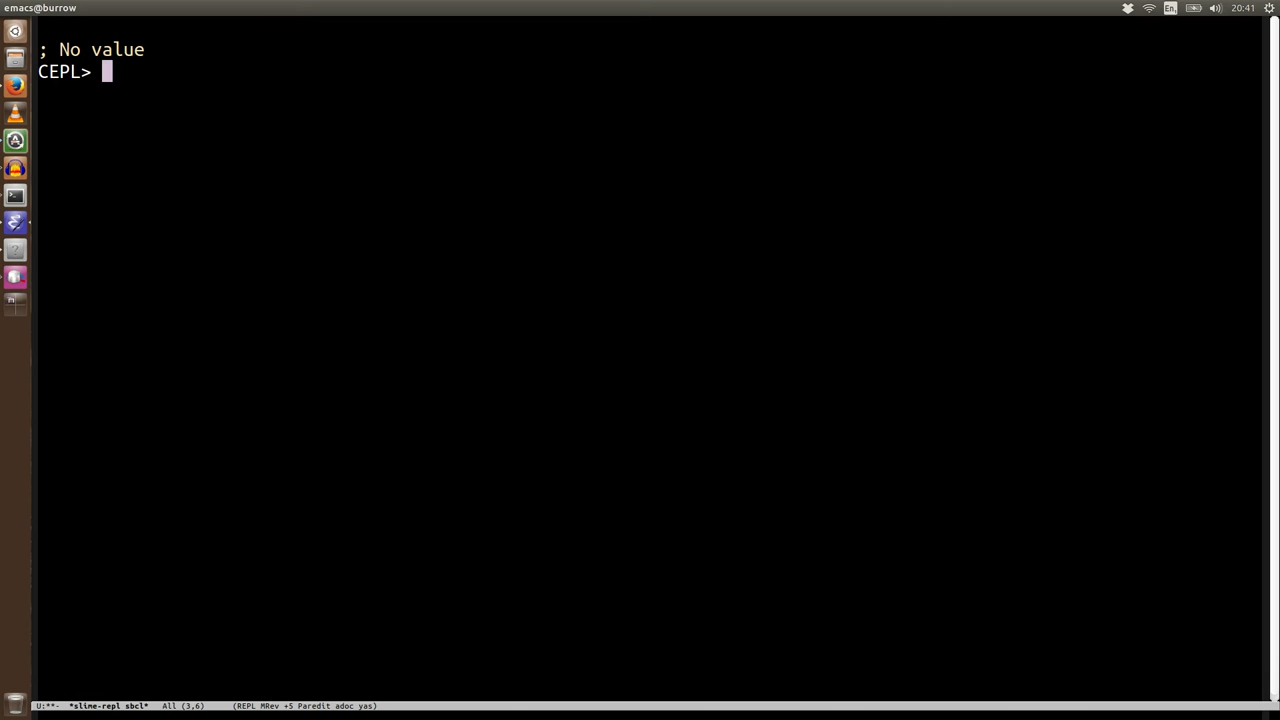 emacs@burrow
En
20:41
; No value
CEPL>
U:**-  *slime-repl sbcl*   All (3,6)     (REPL MRev +5 Paredit adoc yas)